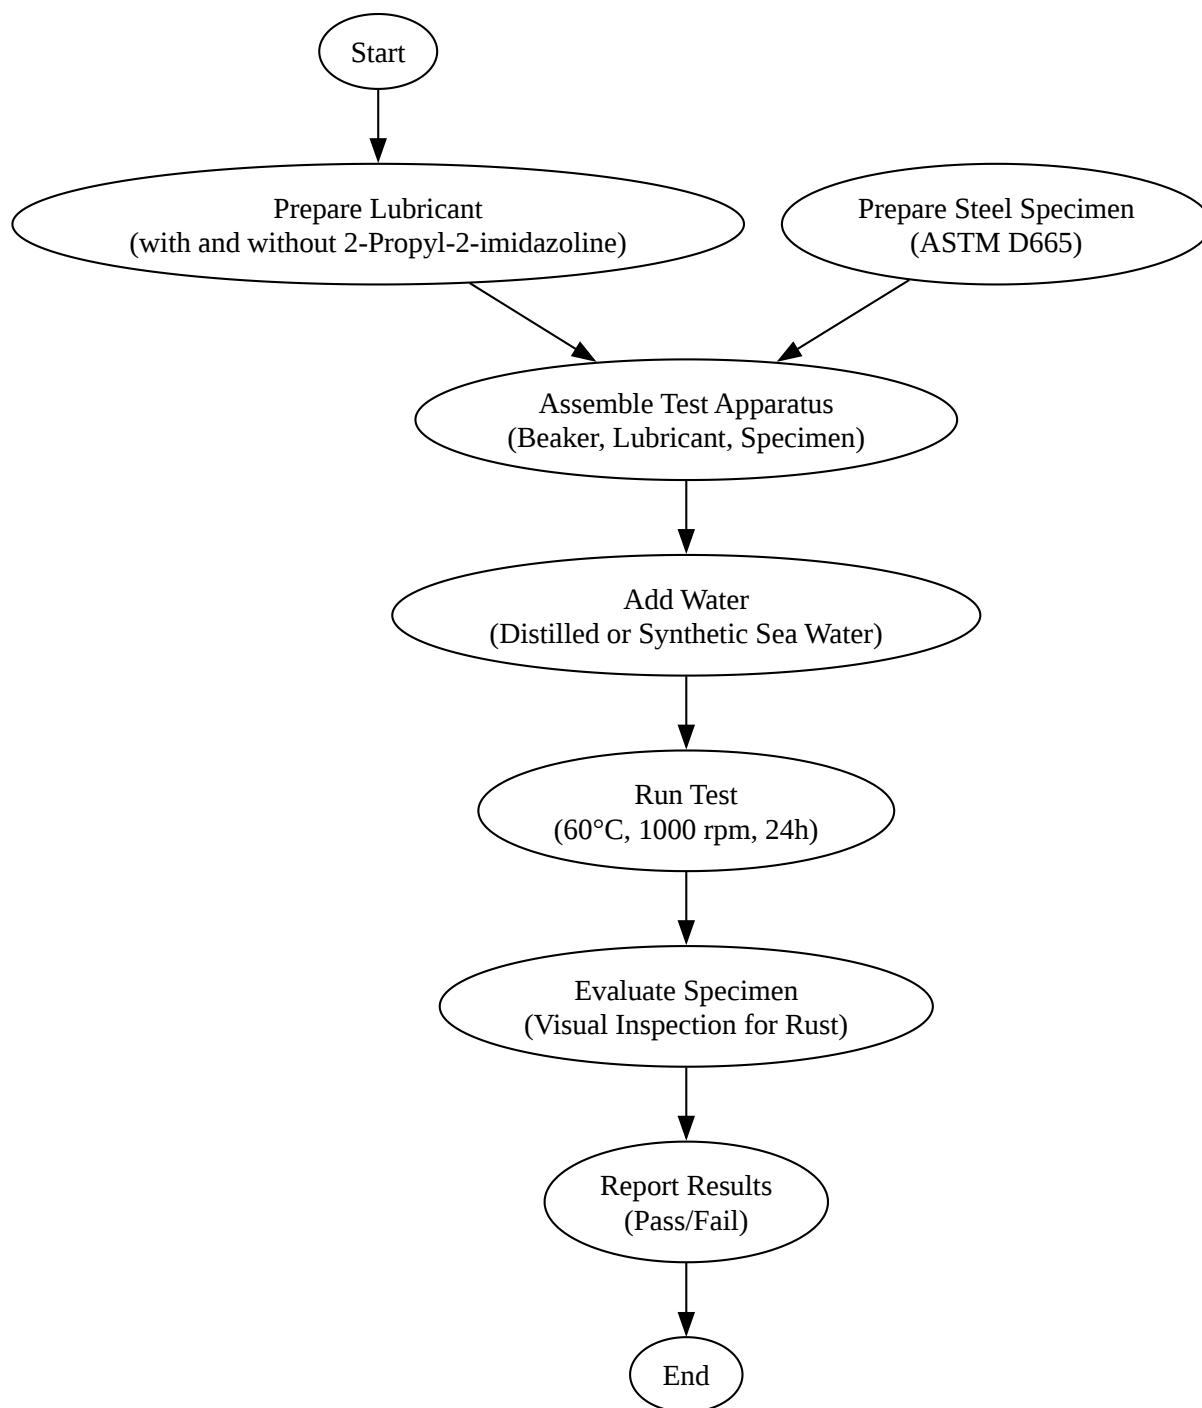 Start
Prepare Lubricant
(with and without 2-Propyl-2-imidazoline)
Prepare Steel Specimen
(ASTM D665)
Assemble Test Apparatus
(Beaker, Lubricant, Specimen)
Add Water
(Distilled or Synthetic Sea Water)
Run Test
(60°C, 1000 rpm, 24h)
Evaluate Specimen
(Visual Inspection for Rust)
Report Results
(Pass/Fail)
End